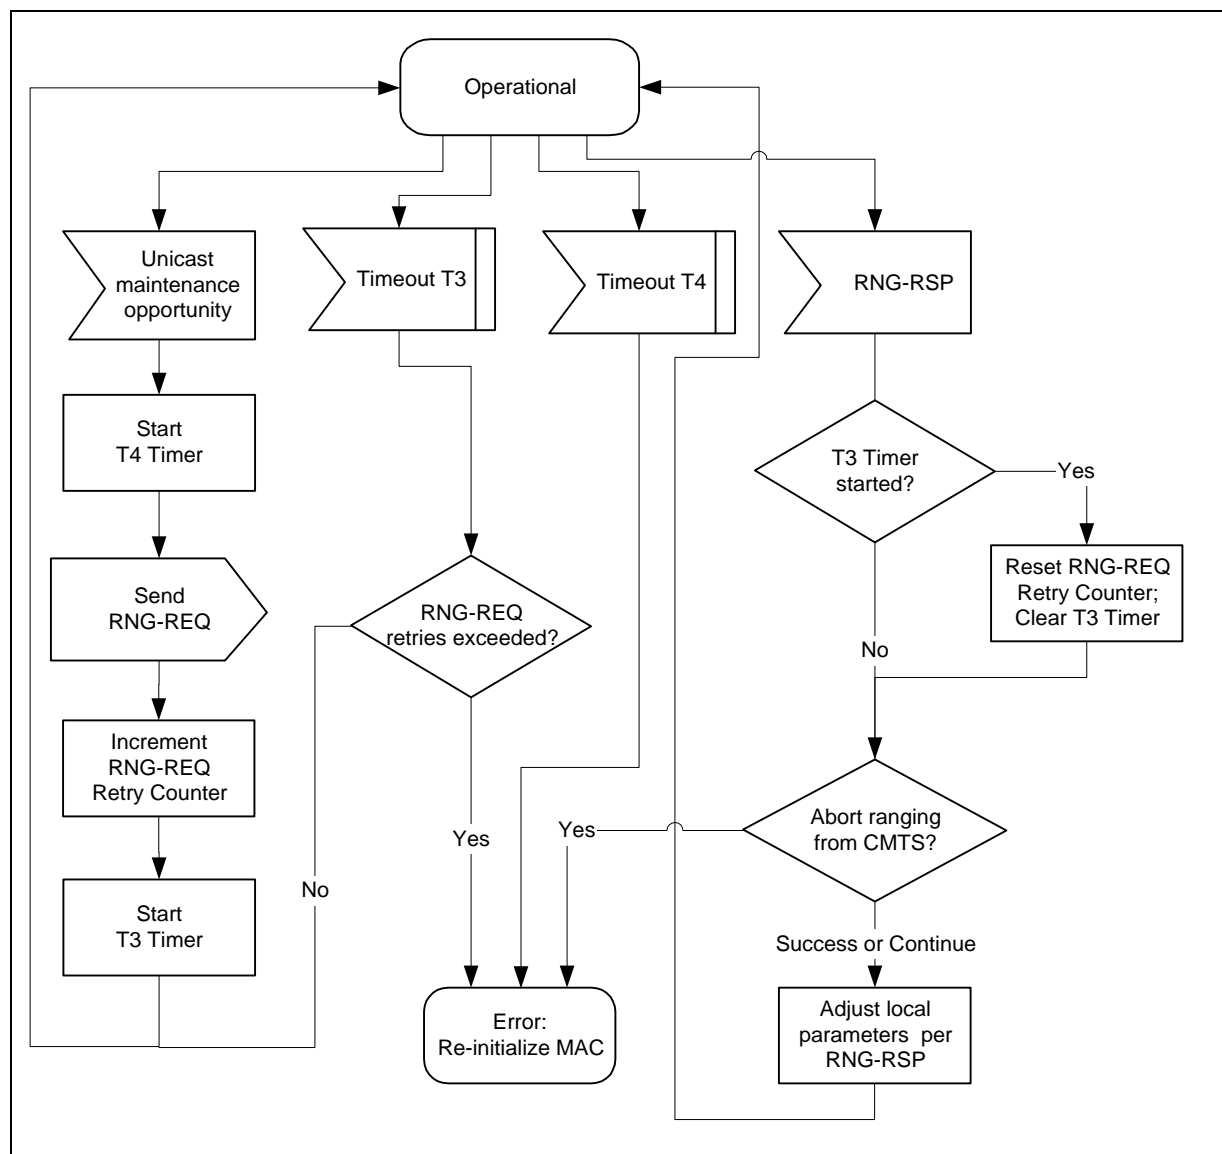 Operational
Unicast
maintenance
opportunity
Timeout T3
Timeout T4
RNG-RSP
Start
T4 Timer
T3 Timer
started?
Yes
Send
RNG-REQ
RNG-REQ
retries exceeded?
Reset RNG-REQ
Retry Counter;
Clear T3 Timer
No
Increment
RNG-REQ
Retry Counter
Yes
Yes
Abort ranging
from CMTS?
No
Start
T3 Timer
Success or Continue
Error:
Re-initialize MAC
Adjust local
parameters per
RNG-RSP